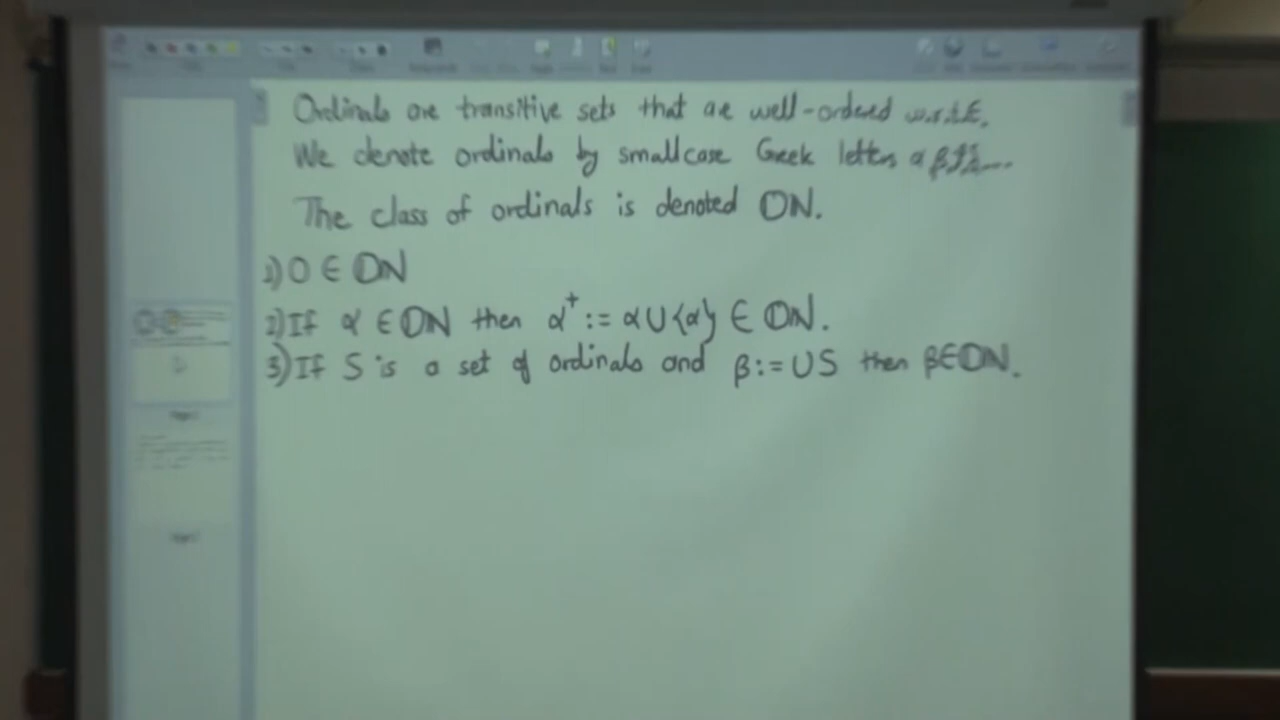 Ordinals are transitive sets that are well-ordered w.r.t ∈.
We denote ordinals by smallcase Greek letters α β
The class of ordinals is denoted ON.
1) 0 ∈ ON
2) If α ∈ ON then α⁺ := α ∪ {α} ∈ ON.
3) If S is a set of ordinals and β := ∪S then β ∈ ON.